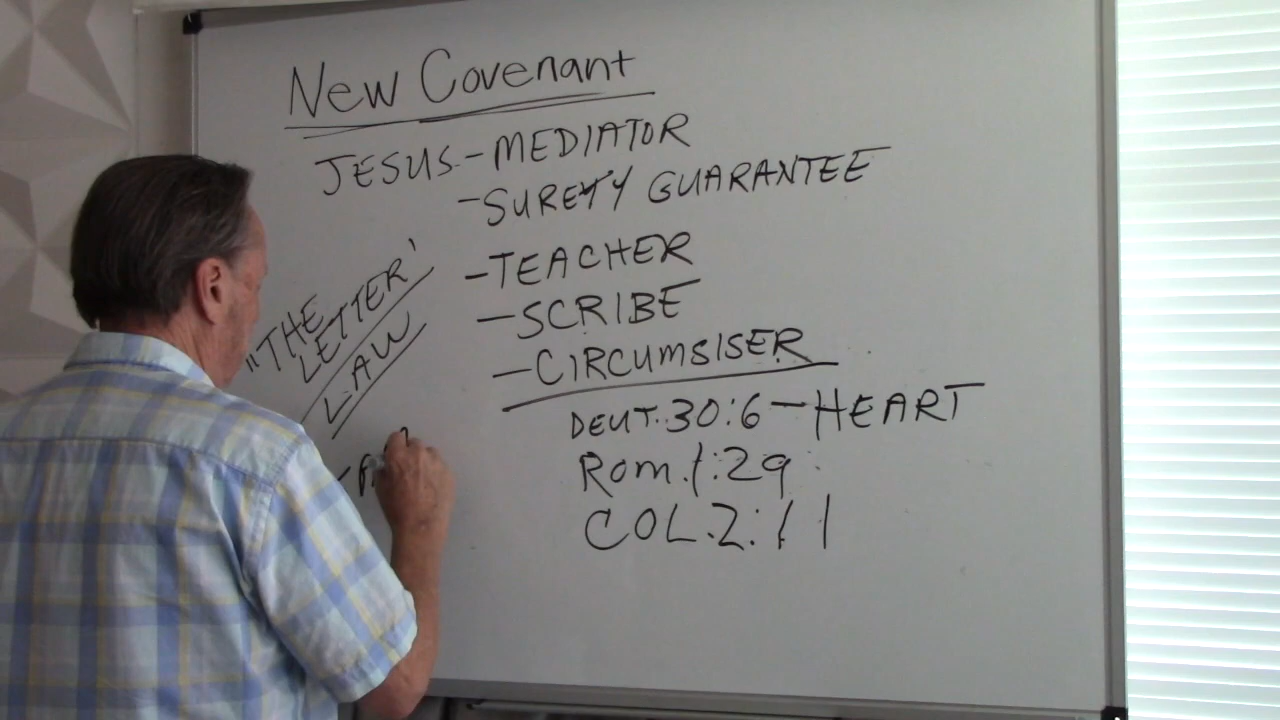 New Covenant
JESUS - MEDIATOR
- SURETY GUARANTEE
- TEACHER
- SCRIBE
- CIRCUMSISER
DEUT. 30:6 - HEART
Rom. 1:29
COL. 2:11
"THE
LETTER'
LAW